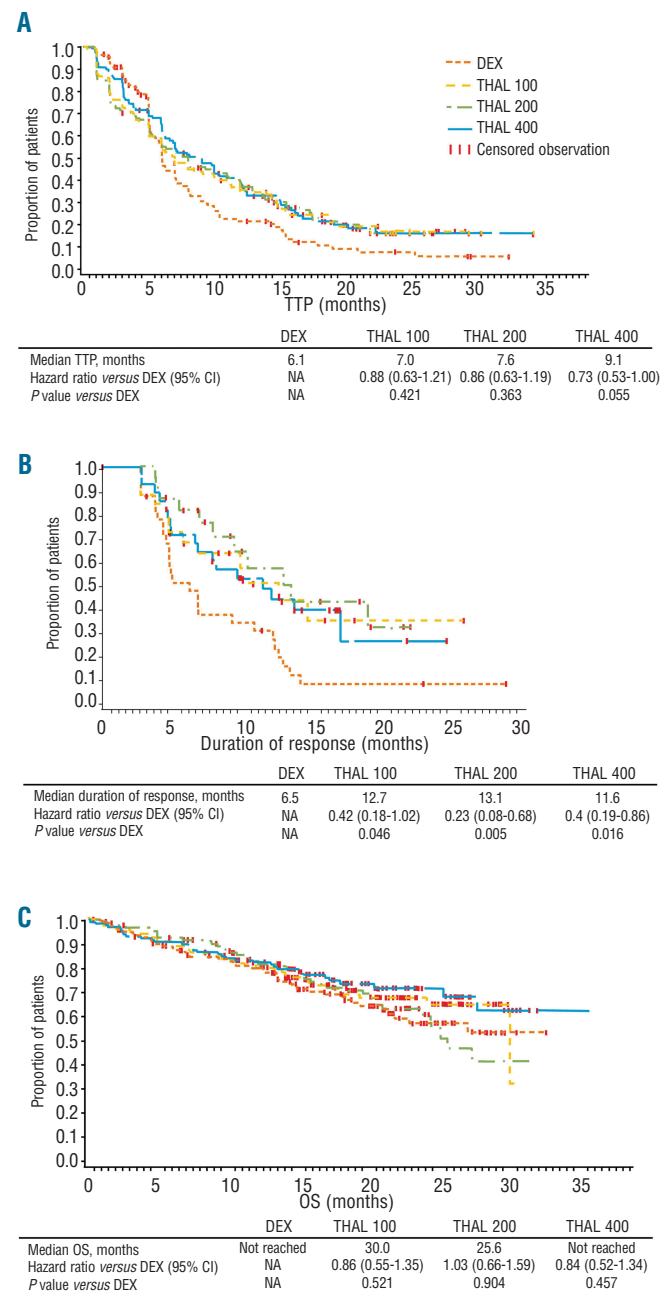 A
1.0
0.9
0.8
0.7
0.6
0.5
0.4
0.3
0.2
0.1
0.0
Proportion of patients
DEX
THAL 100
THAL 200
THAL 400
Censored observation
0 5 10 15 20 25 30 35
TTP (months)
DEX THAL 100 THAL 200 THAL 400
Median TTP, months 6.1 7.0 7.6 9.1
Hazard ratio versus DEX (95% CI) NA 0.88 (0.63-1.21) 0.86 (0.63-1.19) 0.73 (0.53-1.00)
P value versus DEX NA 0.421 0.363 0.055
B
1.0
0.9
0.8
0.7
0.6
0.5
0.4
0.3
0.2
0.1
0.0
Proportion of patients
0 5 10 15 20 25 30
Duration of response (months)
DEX THAL 100 THAL 200 THAL 400
Median duration of response, months 6.5 12.7 13.1 11.6
Hazard ratio versus DEX (95% CI) NA 0.42 (0.18-1.02) 0.23 (0.08-0.68) 0.4 (0.19-0.86)
P value versus DEX NA 0.046 0.005 0.016
C
1.0
0.9
0.8
0.7
0.6
0.5
0.4
0.3
0.2
0.1
0.0
Proportion of patients
0 5 10 15 20 25 30 35
OS (months)
DEX THAL 100 THAL 200 THAL 400
Median OS, months Not reached 30.0 25.6 Not reached
Hazard ratio versus DEX (95% CI) NA 0.86 (0.55-1.35) 1.03 (0.66-1.59) 0.84 (0.52-1.34)
P value versus DEX NA 0.521 0.904 0.457